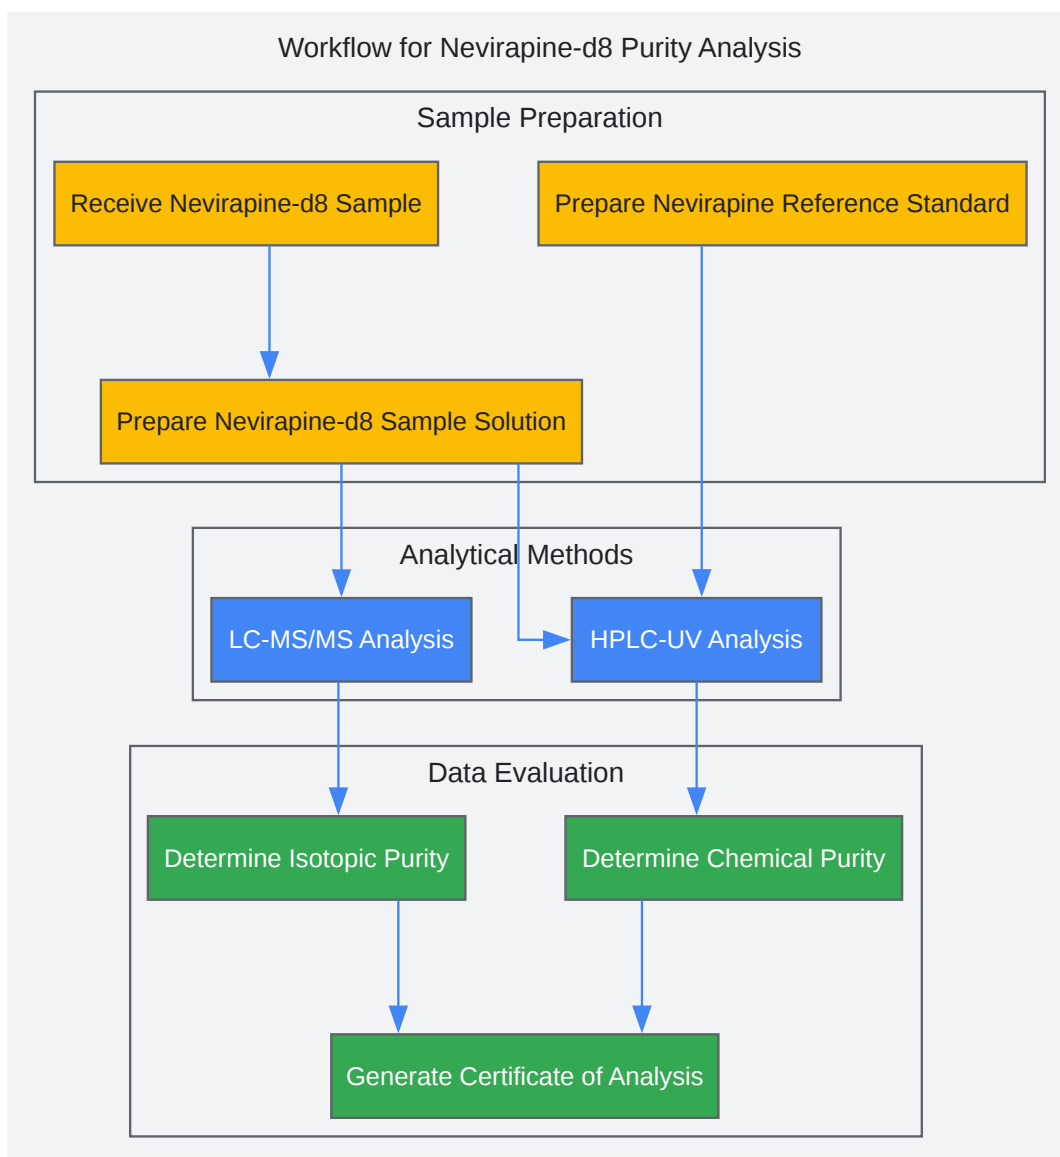 Workflow for Nevirapine-d8 Purity Analysis
Sample Preparation
Receive Nevirapine-d8 Sample
Prepare Nevirapine Reference Standard
Prepare Nevirapine-d8 Sample Solution
Analytical Methods
LC-MS/MS Analysis
HPLC-UV Analysis
Data Evaluation
Determine Isotopic Purity
Determine Chemical Purity
Generate Certificate of Analysis